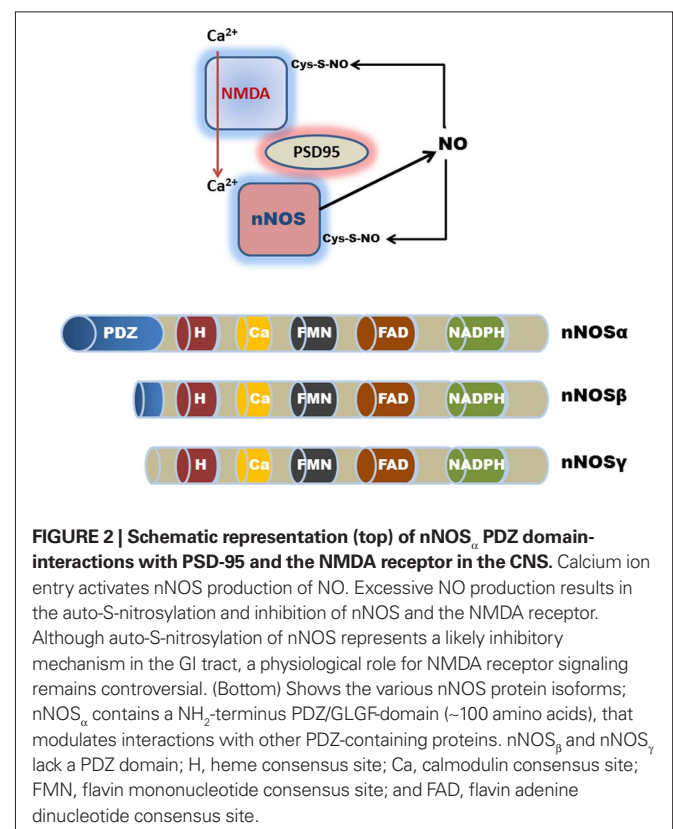 Ca²⁺
Cys-S-NO
NMDA
NO
PSD95
Ca²⁺
nNOS
Cys-S-NO
PDZ H Ca FMN FAD NADPH nNOSα
H Ca FMN FAD NADPH nNOSβ
H Ca FMN FAD NADPH nNOSγ
FIGURE 2 | Schematic representation (top) of nNOSα PDZ domain-
interactions with PSD-95 and the NMDA receptor in the CNS. Calcium ion
entry activates nNOS production of NO. Excessive NO production results in
the auto-S-nitrosylation and inhibition of nNOS and the NMDA receptor.
Although auto-S-nitrosylation of nNOS represents a likely inhibitory
mechanism in the GI tract, a physiological role for NMDA receptor signaling
remains controversial. (Bottom) Shows the various nNOS protein isoforms;
nNOSα contains a NH₂-terminus PDZ/GLGF-domain (~100 amino acids), that
modulates interactions with other PDZ-containing proteins. nNOSβ and nNOSγ
lack a PDZ domain; H, heme consensus site; Ca, calmodulin consensus site;
FMN, flavin mononucleotide consensus site; and FAD, flavin adenine
dinucleotide consensus site.